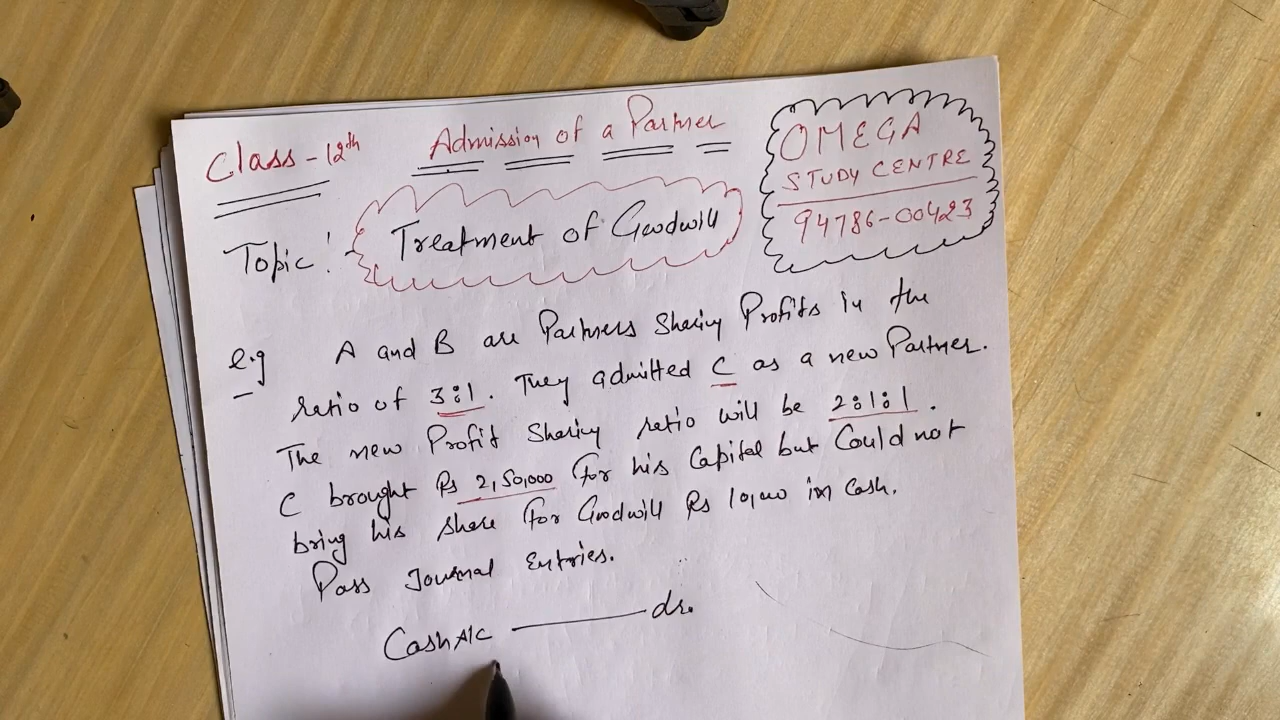 Class - 12th
Admission of a Partner
OMEGA
STUDY CENTRE
94786-00423
Topic :- Treatment of Goodwill
e.g A and B are Partners Sharing Profits in the
ratio of 3:1. They admitted C as a new Partner.
The new Profit Sharing ratio will be 2:1:1.
C brought Rs 2,50,000 for his Capital but Could not
bring his share for Goodwill Rs 10,000 in Cash.
Pass Journal Entries.
Cash A/c dr.